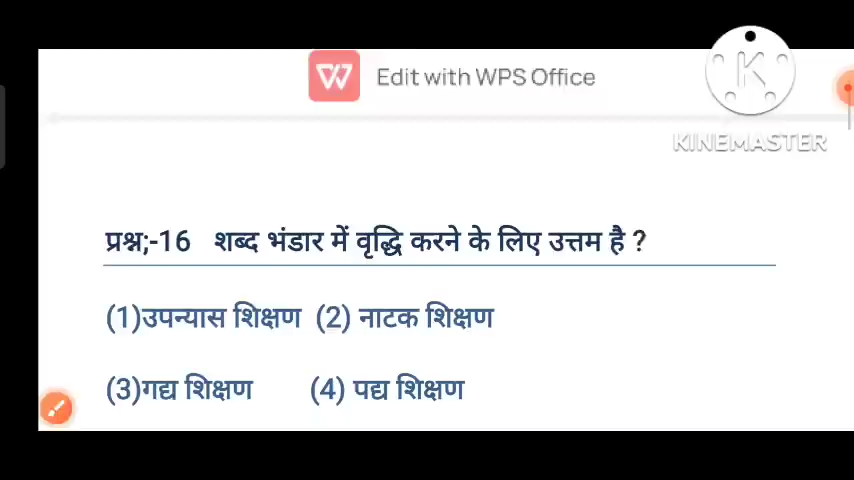 Edit with WPS Office
KINEMASTER
प्रश्न;-16 शब्द भंडार में वृद्धि करने के लिए उत्तम है ?
(1)उपन्यास शिक्षण (2) नाटक शिक्षण
(3)गद्य शिक्षण (4) पद्य शिक्षण